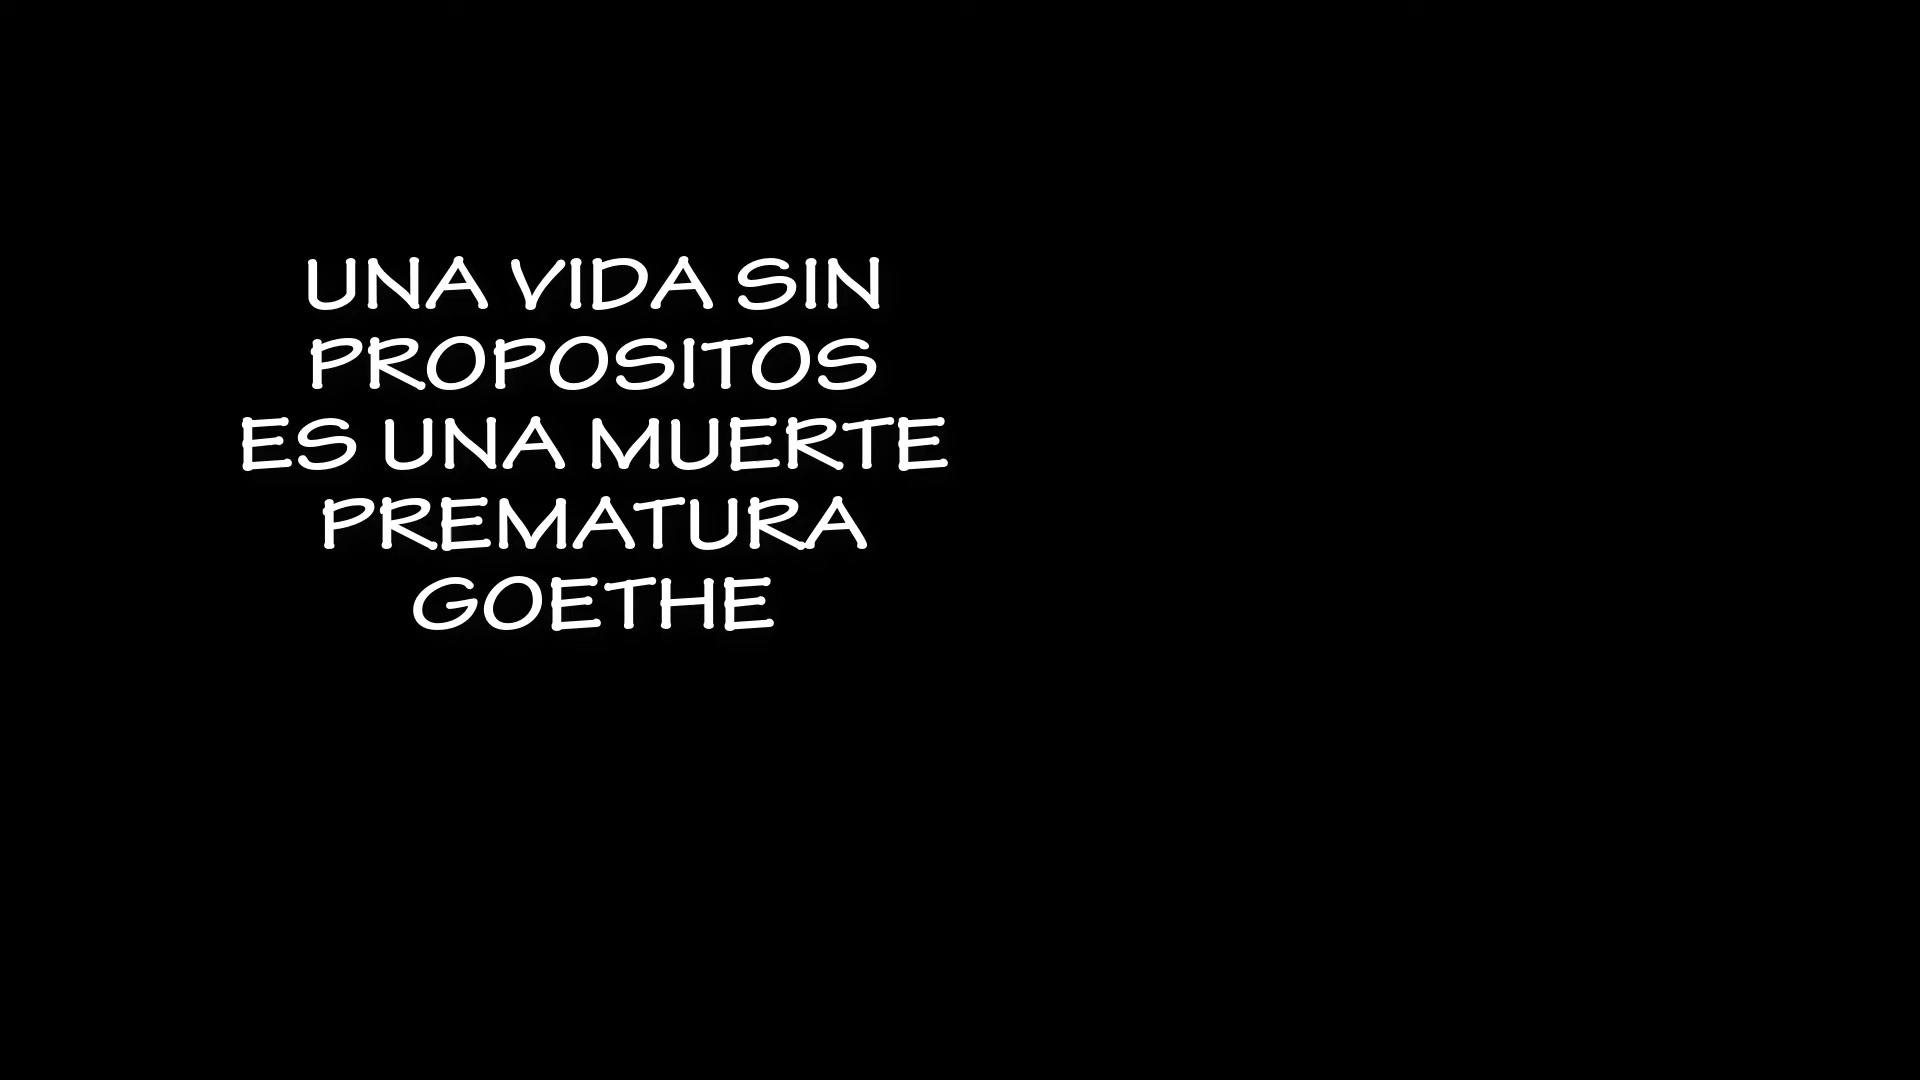 UNA VIDA SIN
PROPOSITOS
ES UNA MUERTE
PREMATURA
GOETHE